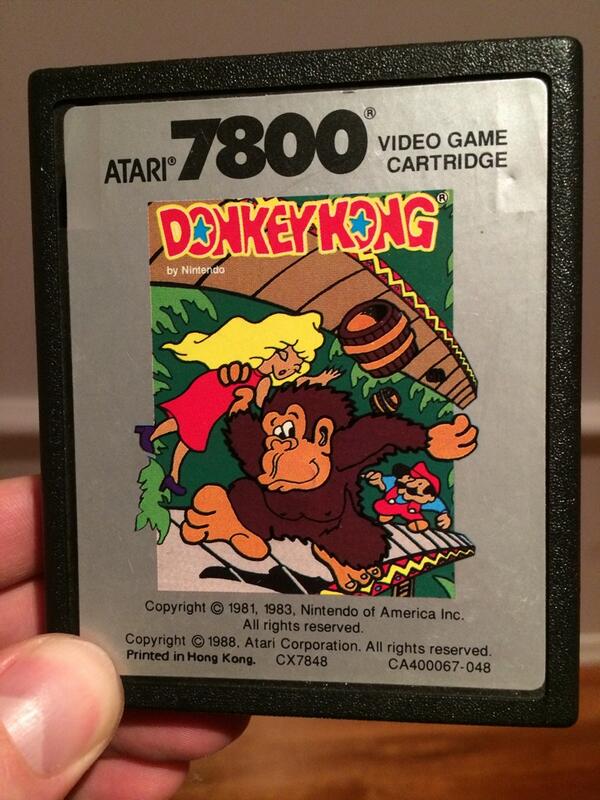 ATARI® 7800® VIDEO GAME
CARTRIDGE
DONKEY KONG®
by Nintendo
Copyright © 1981, 1983, Nintendo of America Inc.
All rights reserved.
Copyright © 1988, Atari Corporation. All rights reserved.
Printed in Hong Kong. CX7848 CA400067-048